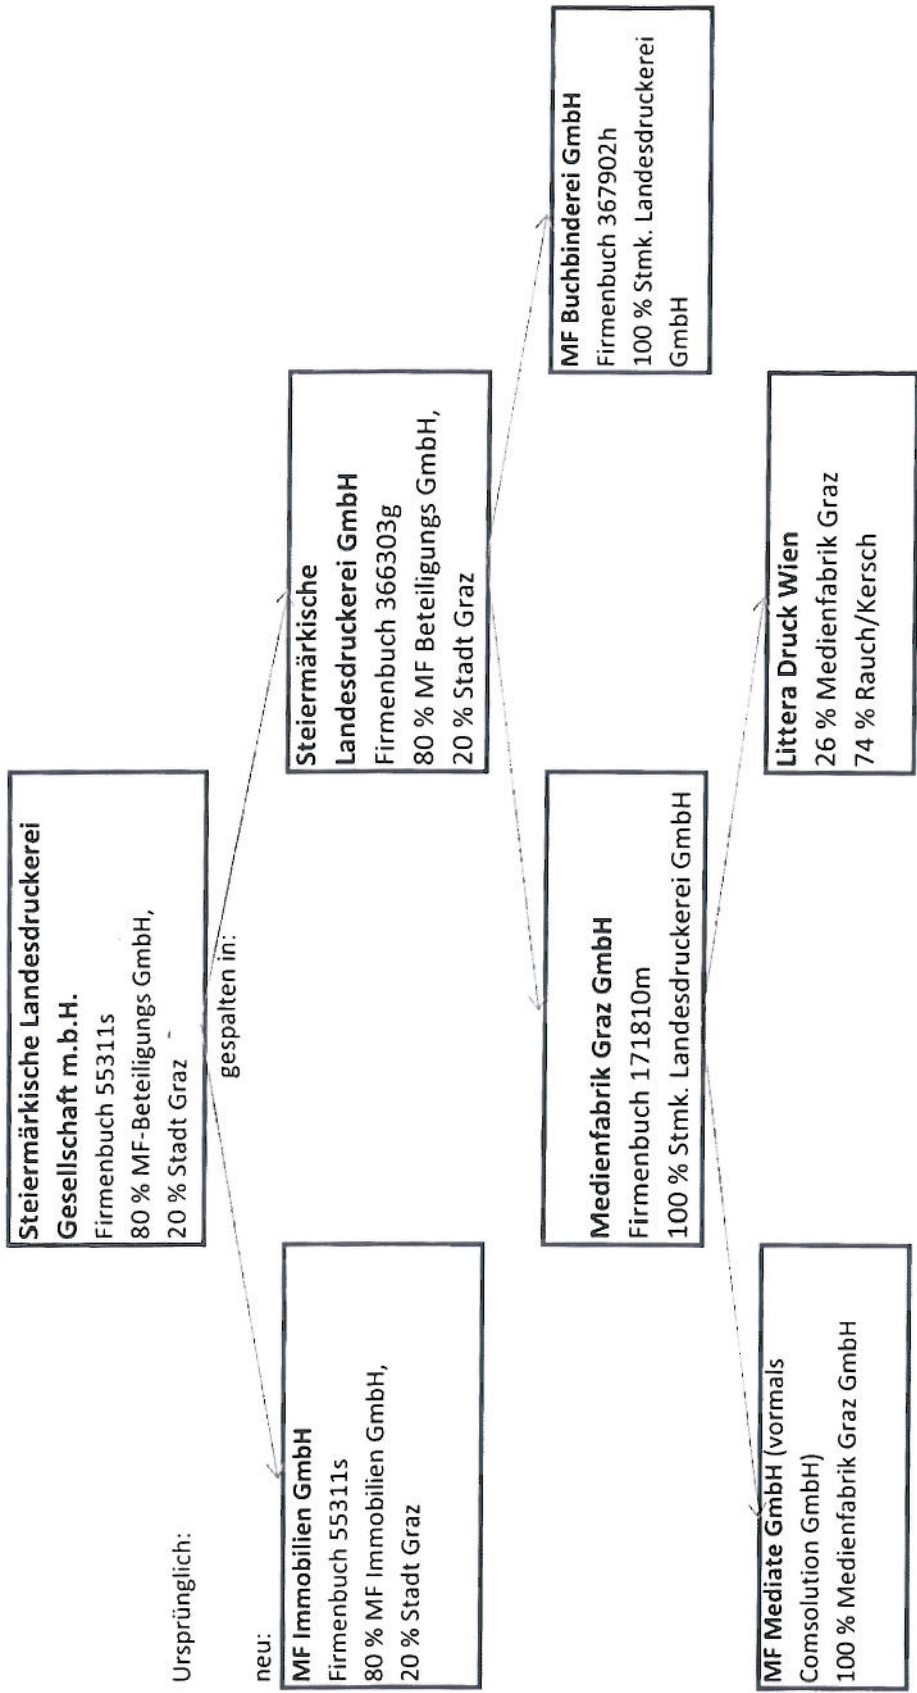 Ursprünglich:
Steiermärkische Landesdruckerei
Gesellschaft m.b.H.
Firmenbuch 55311s
80 % MF-Beteiligungs GmbH,
20 % Stadt Graz
gespalten in:
neu:
MF Immobilien GmbH
Firmenbuch 55311s
80 % MF Immobilien GmbH,
20 % Stadt Graz
Steiermärkische
Landesdruckerei GmbH
Firmenbuch 366303g
80 % MF Beteiligungs GmbH,
20 % Stadt Graz
Medienfabrik Graz GmbH
Firmenbuch 171810m
100 % Stmk. Landesdruckerei GmbH
MF Buchbinderei GmbH
Firmenbuch 367902h
100 % Stmk. Landesdruckerei
GmbH
MF Mediate GmbH (vormals
Comsolution GmbH)
100 % Medienfabrik Graz GmbH
Littera Druck Wien
26 % Medienfabrik Graz
74 % Rauch/Kersch